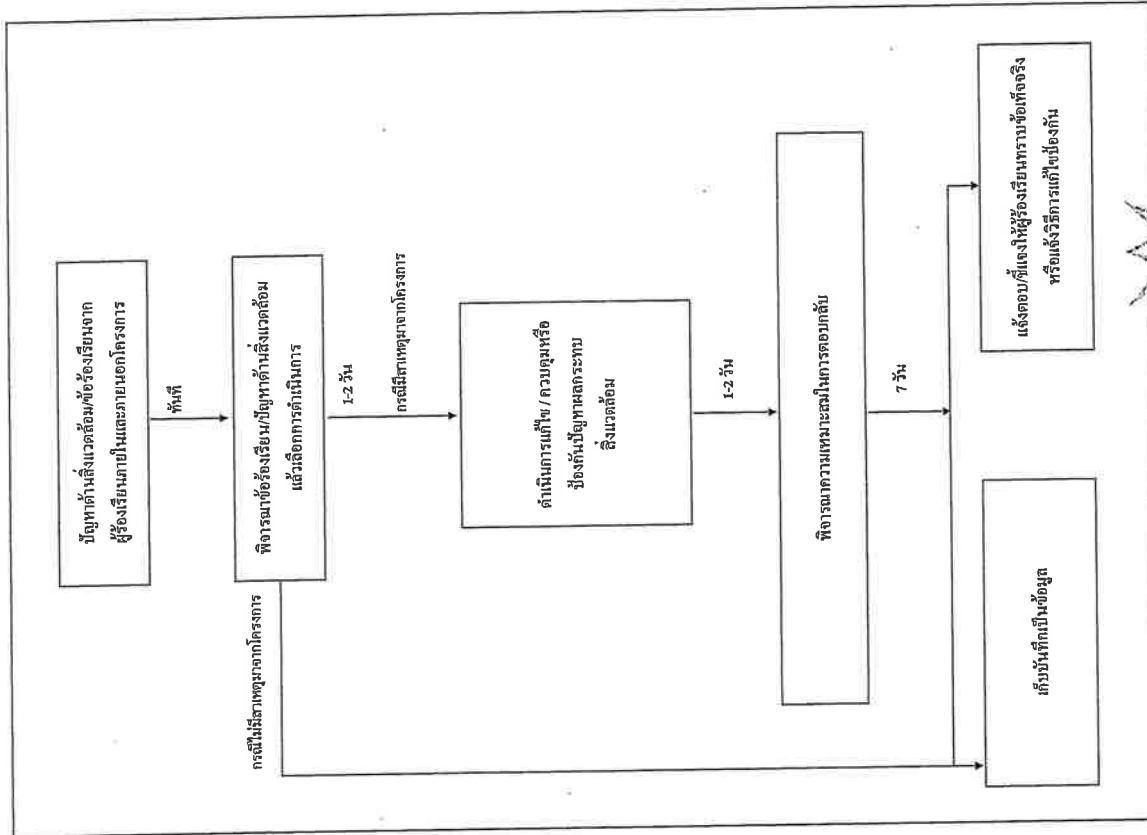 ปัญหาด้านสิ่งแวดล้อม/ข้อร้องเรียนจาก
ผู้ร้องเรียนภายในและภายนอกโครงการ
ทันที
พิจารณาข้อร้องเรียน/ปัญหาด้านสิ่งแวดล้อม
แล้วเลือกการดำเนินการ
กรณีไม่มีสาเหตุมาจากโครงการ
1-2 วัน
กรณีมีสาเหตุมาจากโครงการ
ดำเนินการแก้ไข / ควบคุมหรือ
ป้องกันปัญหาผลกระทบ
สิ่งแวดล้อม
1-2 วัน
พิจารณาความเหมาะสมในการตอบกลับ
7 วัน
เก็บบันทึกเป็นข้อมูล
แจ้งตอบ/ชี้แจงให้ผู้ร้องเรียนทราบข้อเท็จจริง
หรือแจ้งวิธีการแก้ไขป้องกัน